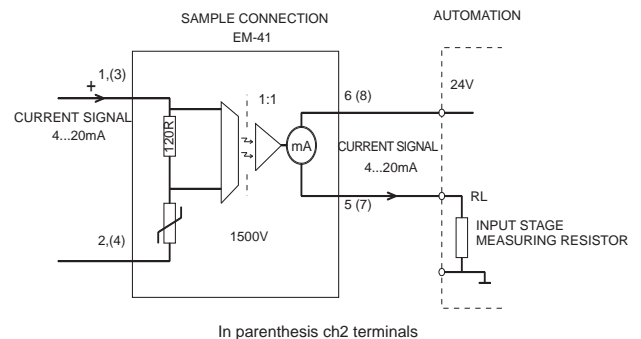 SAMPLE CONNECTION
EM-41
AUTOMATION
+
1,(3)
CURRENT SIGNAL
4...20mA
120R
1:1
mA
6 (8)
24V
CURRENT SIGNAL
4...20mA
5 (7)
RL
INPUT STAGE
MEASURING RESISTOR
2,(4)
1500V
In parenthesis ch2 terminals